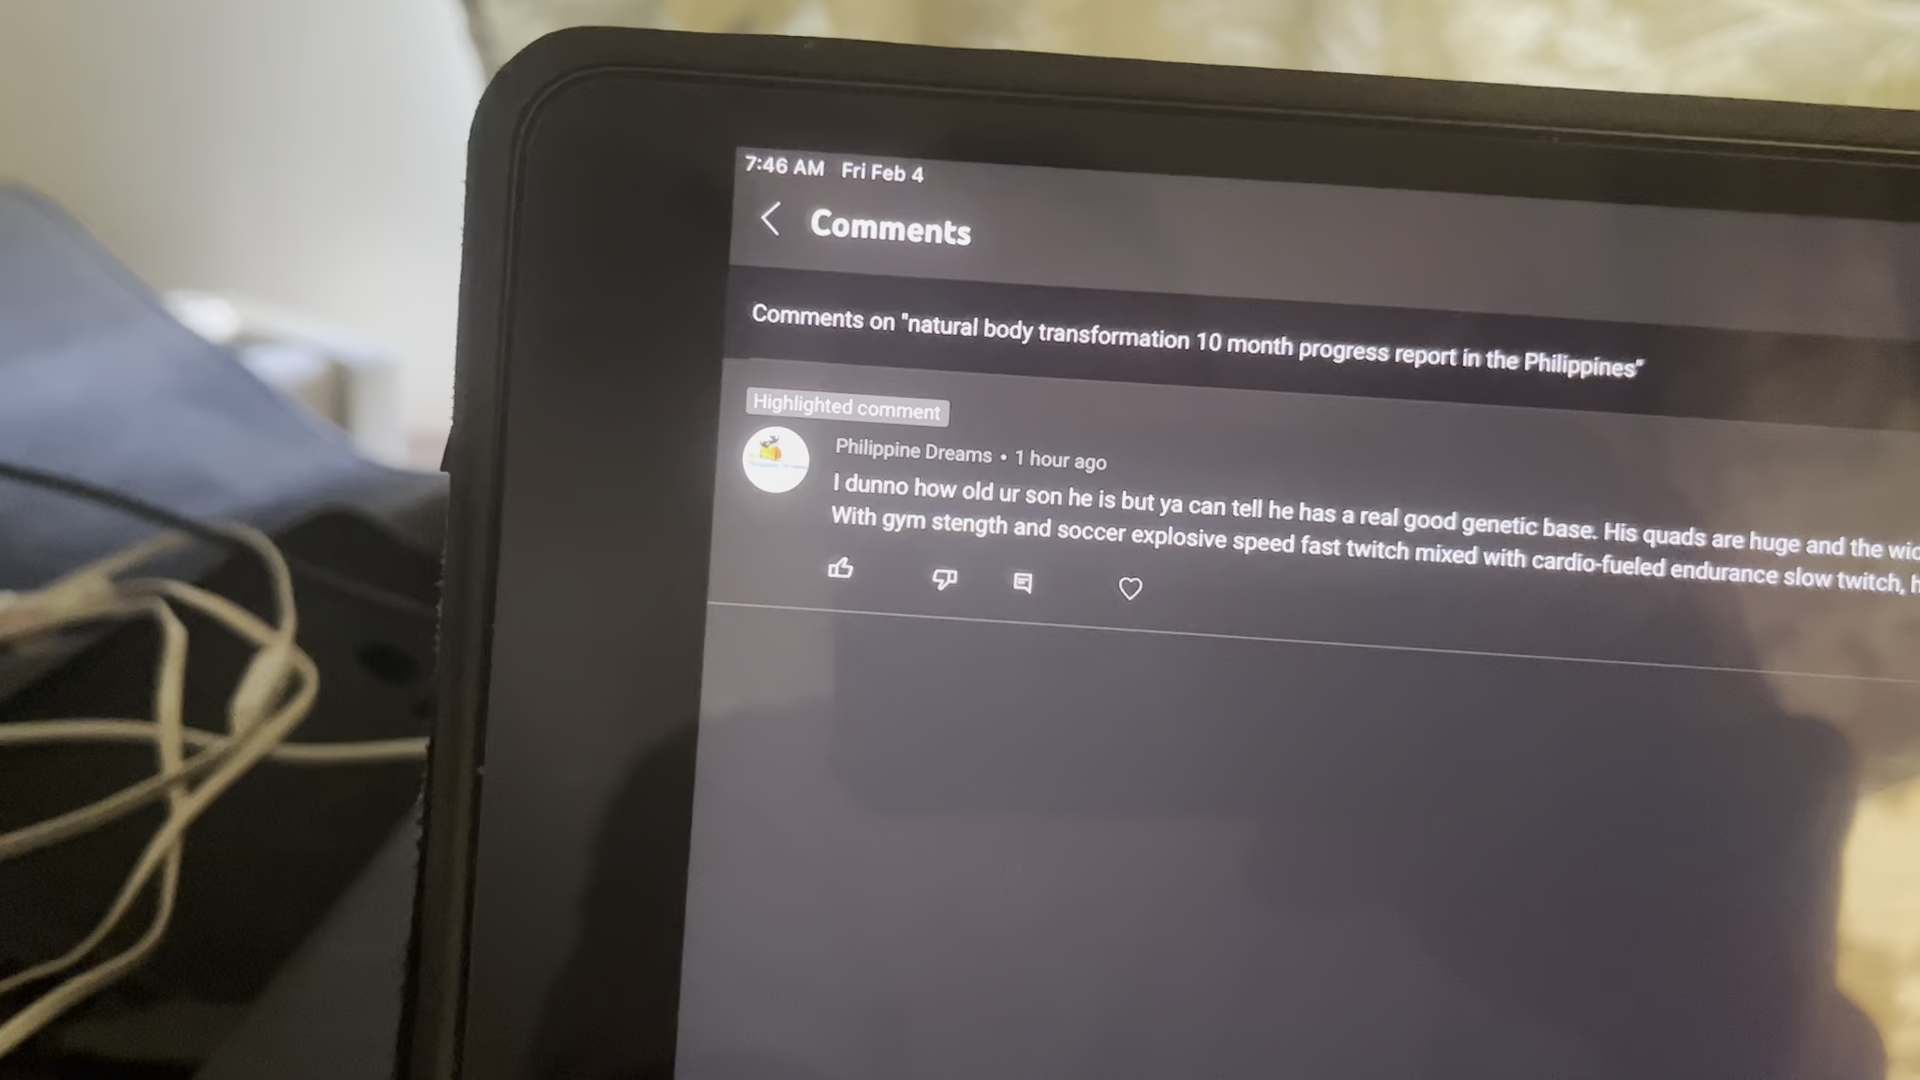 7:46 AM Fri Feb 4
Comments
Comments on "natural body transformation 10 month progress report in the Philippines"
Highlighted comment
Philippine Dreams • 1 hour ago
I dunno how old ur son he is but ya can tell he has a real good genetic base. His quads are huge and the
With gym stength and soccer explosive speed fast twitch mixed with cardio-fueled endurance slow twitch,